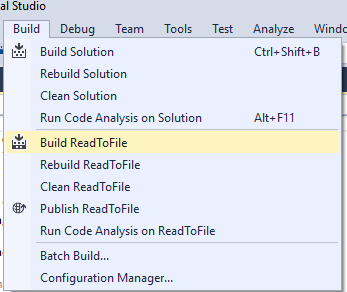 al Studio
Build Debug Team Tools Test Analyze
Build Solution Ctrl+Shift+B
Rebuild Solution
Clean Solution
Run Code Analysis on Solution Alt+F11
Build ReadToFile
Rebuild ReadToFile
Clean ReadToFile
Publish ReadToFile
Run Code Analysis on ReadToFile
Batch Build...
Configuration Manager...